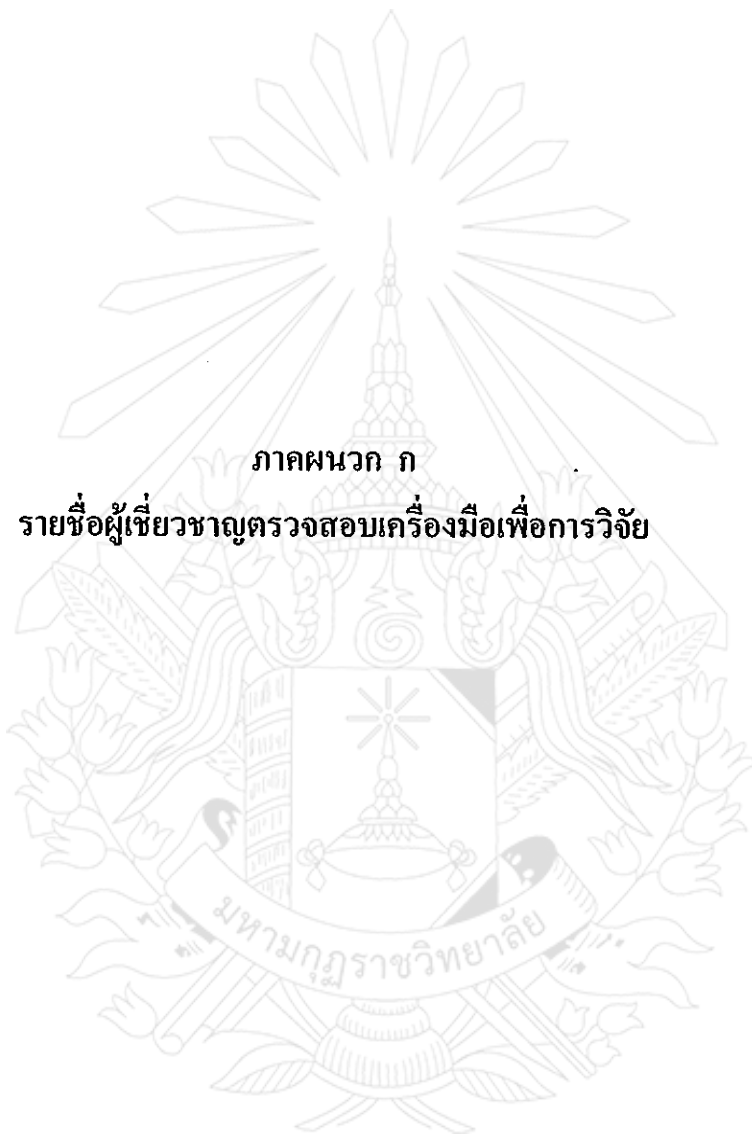 ภาคผนวก ก
รายชื่อผู้เชี่ยวชาญตรวจสอบเครื่องมือเพื่อการวิจัย
มหามกุฏราชวิทยาลัย